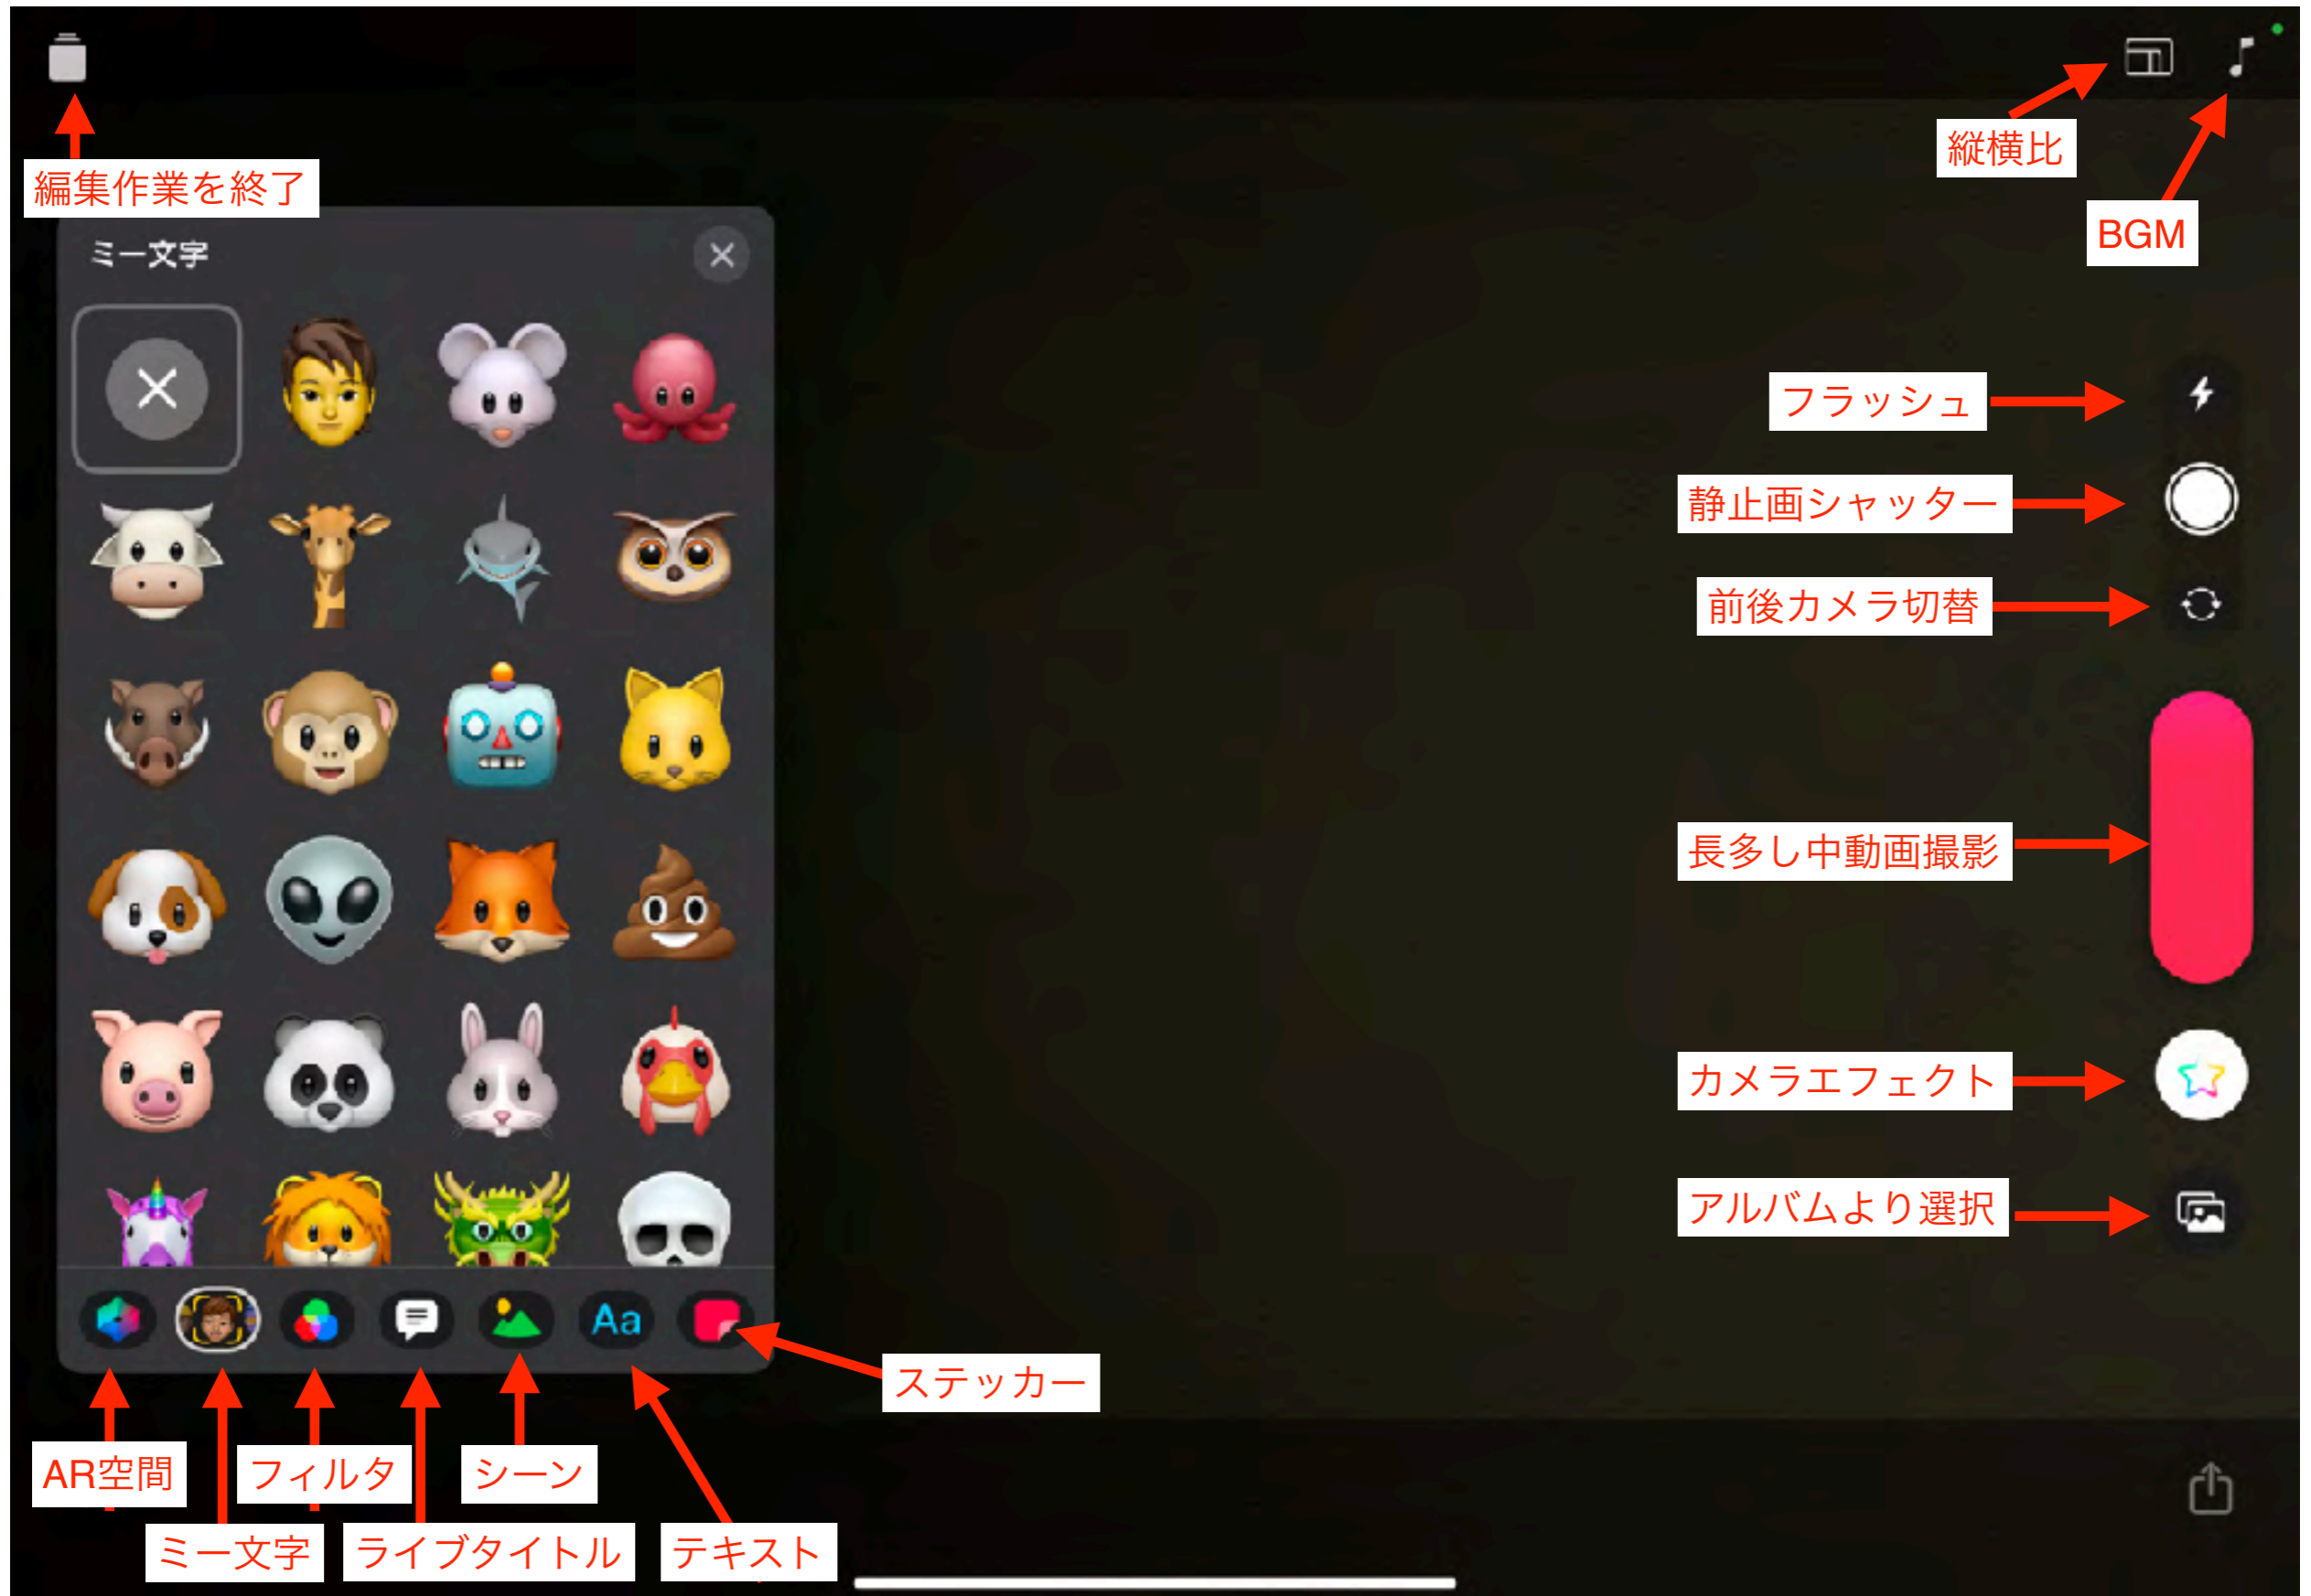 編集作業を終了
縦横比
BGM
ミー文字
フラッシュ
静止画シャッター
前後カメラ切替
長多し中動画撮影
カメラエフェクト
アルバムより選択
Aa
ステッカー
AR空間
フィルタ
シーン
ミー文字
ライブタイトル
テキスト